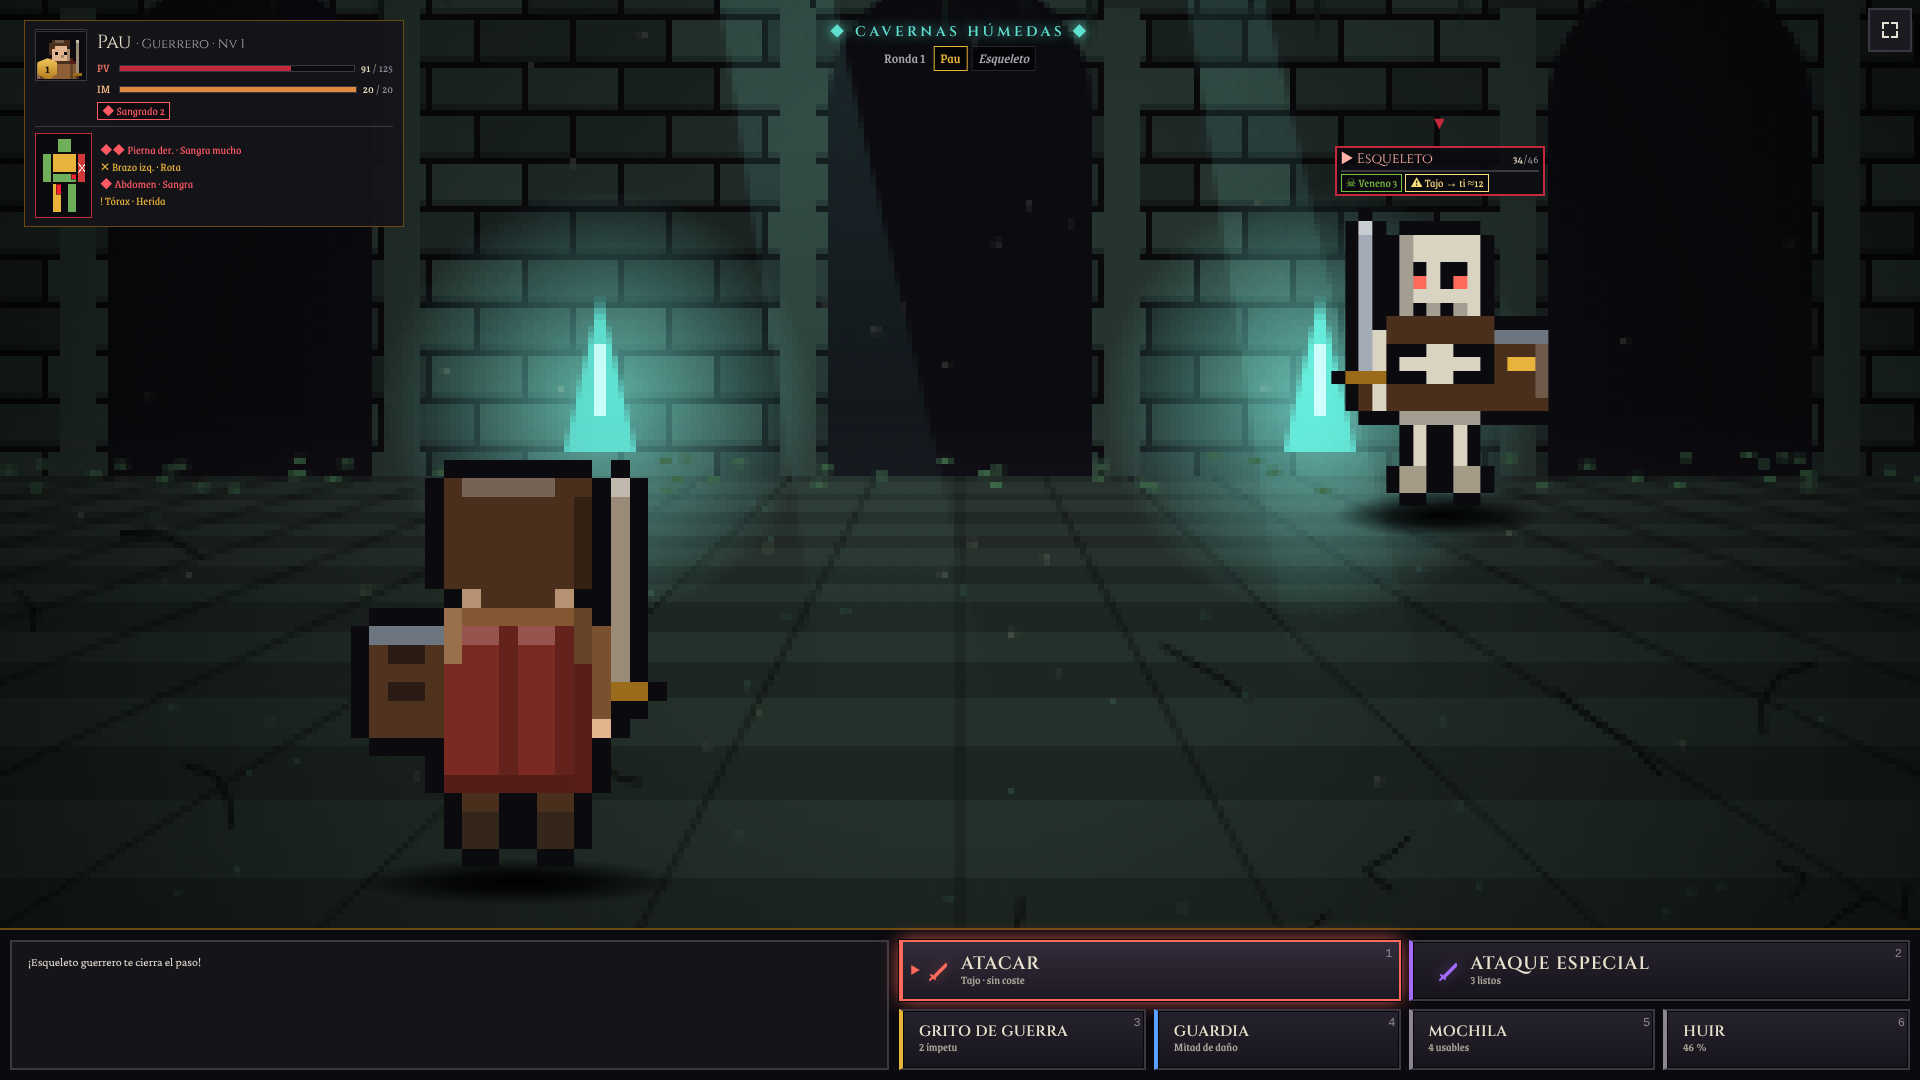 PAU · GUERRERO · NV 1
PV 91 / 125
IM 20 / 20
1
Sangrado 2
Pierna der. · Sangra mucho
Brazo izq. · Rota
Abdomen · Sangra
! Tórax · Herida
CAVERNAS HÚMEDAS
Ronda 1 Pau Esqueleto
ESQUELETO 34/46
Veneno 3 Tajo → ti ≈12
¡Esqueleto guerrero te cierra el paso!
ATACAR 1
Tajo · sin coste
ATAQUE ESPECIAL 2
3 listos
GRITO DE GUERRA 3
2 ímpetu
GUARDIA 4
Mitad de daño
MOCHILA 5
4 usables
HUIR 6
46 %